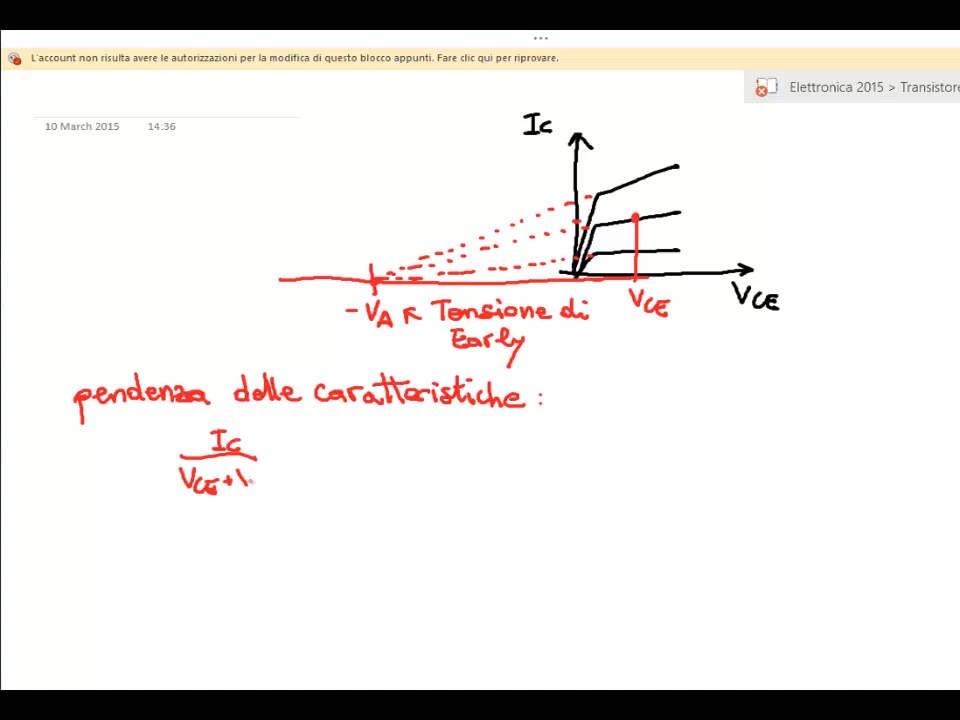 L'account non risulta avere le autorizzazioni per la modifica di questo blocco appunti. Fare clic qui per riprovare.
Elettronica 2015 > Transistore
10 March 2015 14:36
Ic
VCE
VCE
-VA ↖ Tensione di
Early
pendenza delle caratteristiche:
Ic
VCE + \